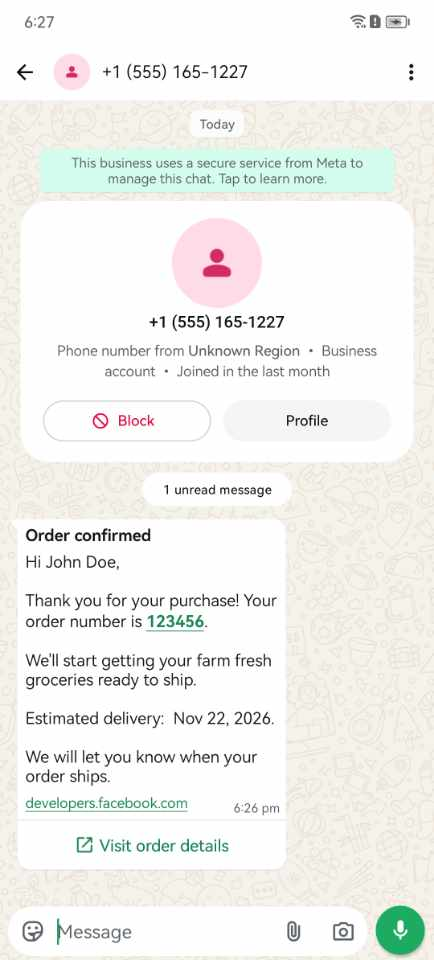 6:27
+1 (555) 165-1227
Today
This business uses a secure service from Meta to
manage this chat. Tap to learn more.
+1 (555) 165-1227
Phone number from Unknown Region • Business
account • Joined in the last month
Block
Profile
1 unread message
Order confirmed
Hi John Doe,
Thank you for your purchase! Your
order number is 123456.
We'll start getting your farm fresh
groceries ready to ship.
Estimated delivery: Nov 22, 2026.
We will let you know when your
order ships.
developers.facebook.com
6:26 pm
Visit order details
Message